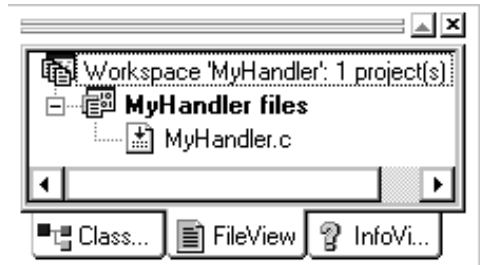 Workspace 'MyHandler': 1 project(s)
MyHandler files
MyHandler.c
Class... FileView InfoVi...